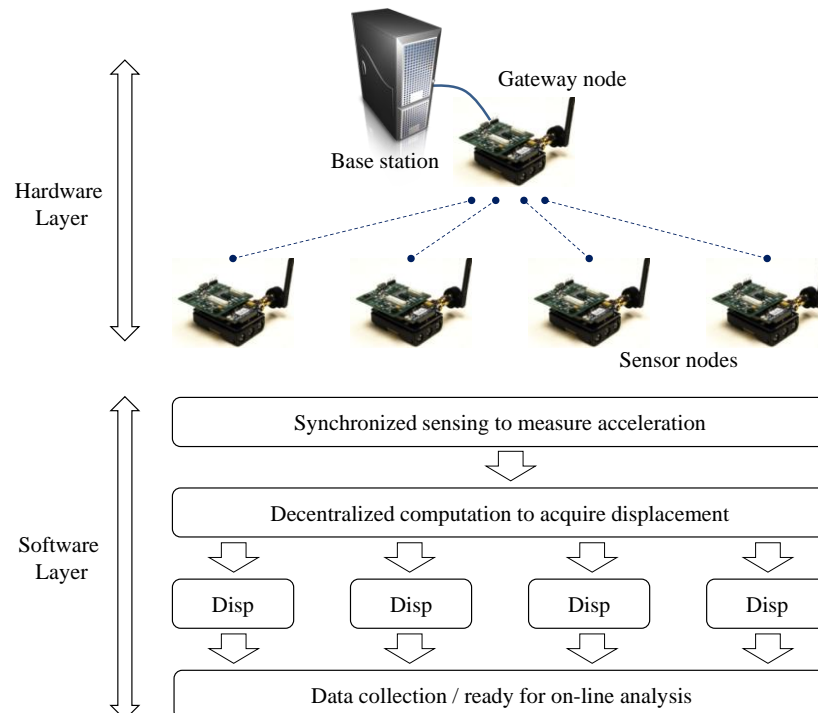 Gateway node
Base station
Hardware
Layer
Sensor nodes
Synchronized sensing to measure acceleration
Decentralized computation to acquire displacement
Software
Layer
Disp Disp Disp Disp
Data collection / ready for on-line analysis